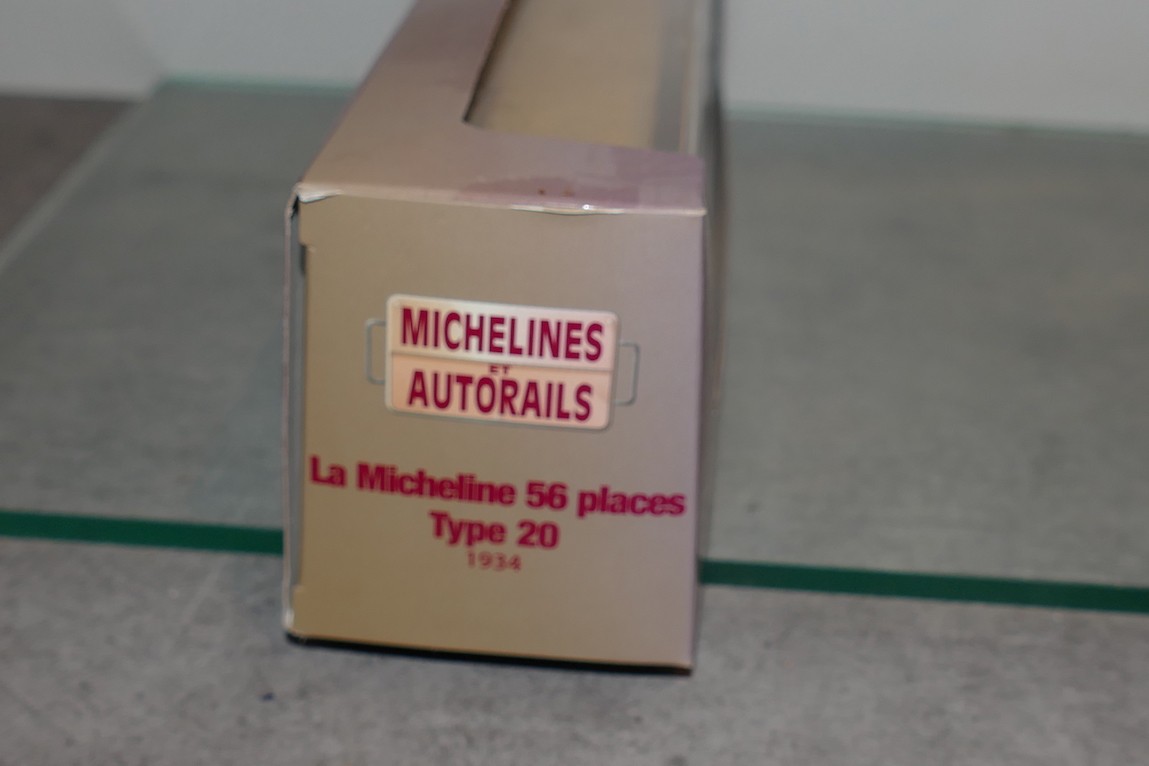 MICHELINES
ET
AUTORAILS
La Micheline 56 places
Type 20
1934